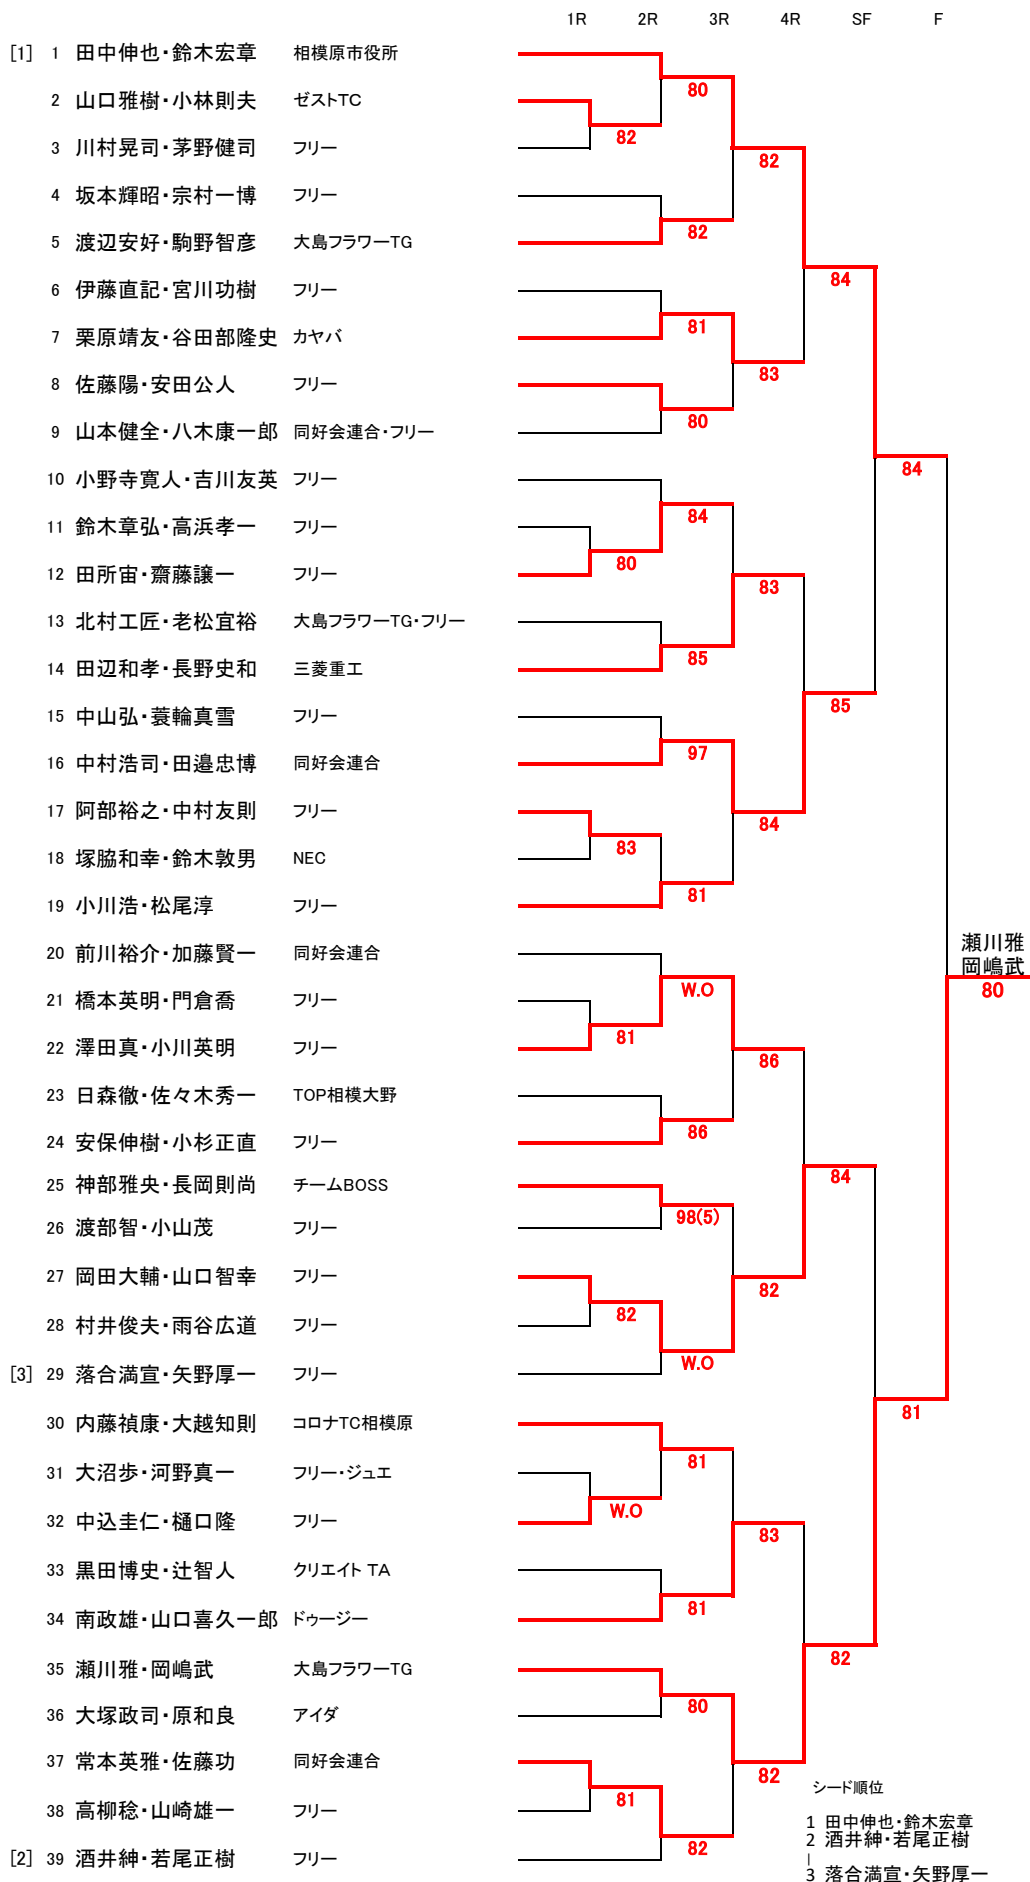 1R 2R 3R 4R SF F
[1] 1 田中伸也・鈴木宏章 相模原市役所
80
2 山口雅樹・小林則夫 ゼストTC
82
3 川村晃司・茅野健司 フリー
82
4 坂本輝昭・宗村一博 フリー
82
5 渡辺安好・駒野智彦 大島フラワーTG
84
6 伊藤直記・宮川功樹 フリー
81
7 栗原靖友・谷田部隆史 カヤバ
83
8 佐藤陽・安田公人 フリー
80
9 山本健全・八木康一郎 同好会連合・フリー
84
10 小野寺寛人・吉川友英 フリー
84
11 鈴木章弘・高浜孝一 フリー
80
12 田所宙・齋藤譲一 フリー
83
13 北村工匠・老松宜裕 大島フラワーTG・フリー
85
14 田辺和孝・長野史和 三菱重工
85
15 中山弘・蓑輪真雪 フリー
97
16 中村浩司・田邉忠博 同好会連合
17 阿部裕之・中村友則 フリー
84
83
18 塚脇和幸・鈴木敦男 NEC
81
19 小川浩・松尾淳 フリー
20 前川裕介・加藤賢一 同好会連合
瀬川雅
岡嶋武
80
W.O
21 橋本英明・門倉喬 フリー
81
22 澤田真・小川英明 フリー
86
23 日森徹・佐々木秀一 TOP相模大野
86
24 安保伸樹・小杉正直 フリー
84
25 神部雅央・長岡則尚 チームBOSS
98(5)
26 渡部智・小山茂 フリー
27 岡田大輔・山口智幸 フリー
82
82
28 村井俊夫・雨谷広道 フリー
W.O
[3] 29 落合満宣・矢野厚一 フリー
81
30 内藤禎康・大越知則 コロナTC相模原
81
31 大沼歩・河野真一 フリー・ジュエ
W.O
32 中込圭仁・樋口隆 フリー
83
33 黒田博史・辻智人 クリエイト TA
81
34 南政雄・山口喜久一郎 ドゥージー
82
35 瀬川雅・岡嶋武 大島フラワーTG
80
36 大塚政司・原和良 アイダ
37 常本英雅・佐藤功 同好会連合
82
シード順位
81
38 高柳稔・山崎雄一 フリー
1 田中伸也・鈴木宏章
2 酒井紳・若尾正樹
82
[2] 39 酒井紳・若尾正樹 フリー
|
3 落合満宣・矢野厚一